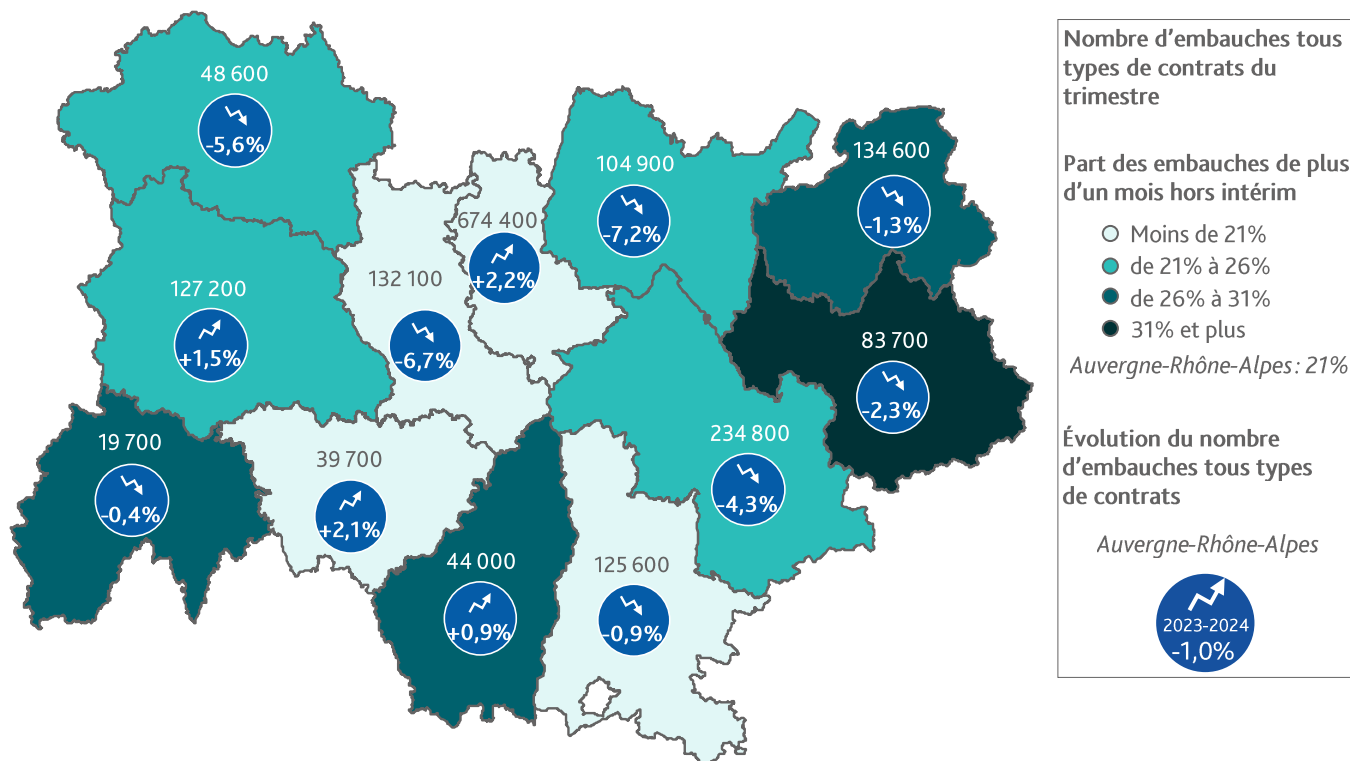 48 600
-5,6%
104 900
-7,2%
134 600
-1,3%
674 400
+2,2%
132 100
-6,7%
127 200
+1,5%
83 700
-2,3%
19 700
-0,4%
39 700
+2,1%
234 800
-4,3%
44 000
+0,9%
125 600
-0,9%
Nombre d'embauches tous
types de contrats du
trimestre
Part des embauches de plus
d'un mois hors intérim
Moins de 21%
de 21% à 26%
de 26% à 31%
31% et plus
Auvergne-Rhône-Alpes : 21%
Évolution du nombre
d'embauches tous types
de contrats
Auvergne-Rhône-Alpes
2023-2024
-1,0%